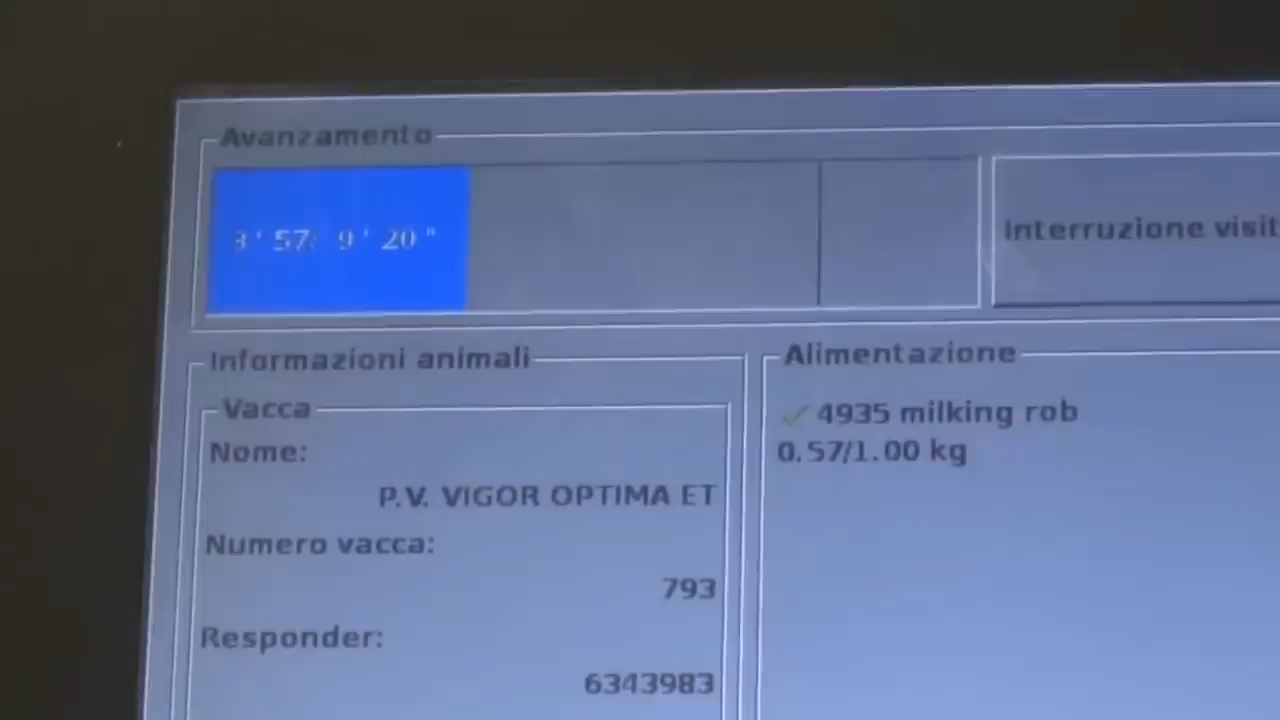 Avanzamento
3' 57/ 9' 20"
Interruzione visit
Informazioni animali
Alimentazione
Vacca
✓ 4935 milking rob
0.57/1.00 kg
Nome:
P.V. VIGOR OPTIMA ET
Numero vacca:
793
Responder:
6343983